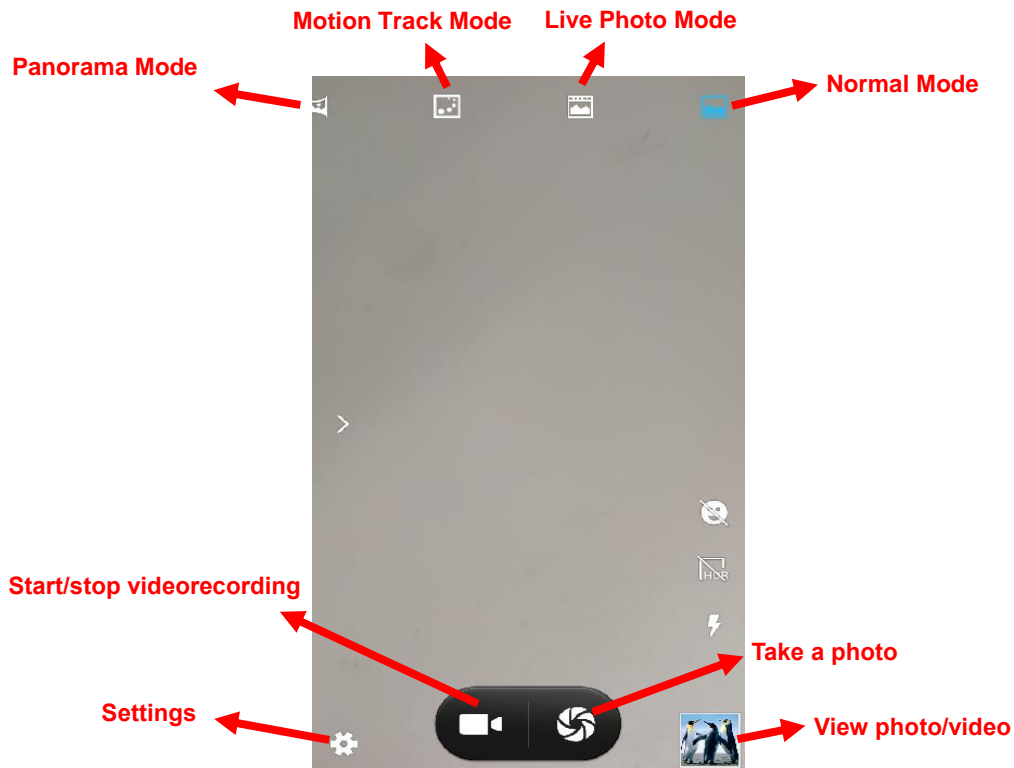 Motion Track Mode
Live Photo Mode
Panorama Mode
Normal Mode
HDR
Start/stop videorecording
Take a photo
Settings
View photo/video